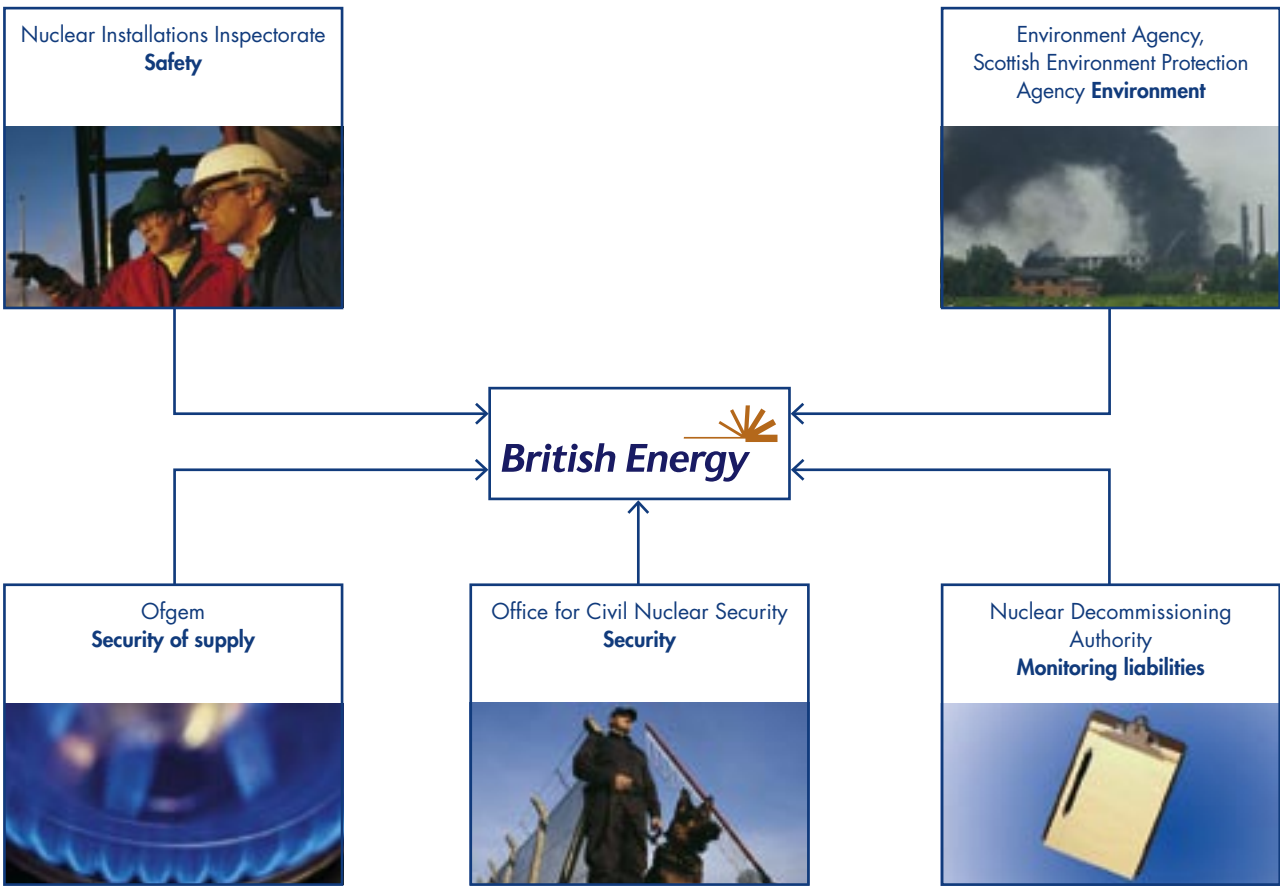 Nuclear Installations Inspectorate
Safety
Environment Agency,
Scottish Environment Protection
Agency Environment
British Energy
Ofgem
Security of supply
Office for Civil Nuclear Security
Security
Nuclear Decommissioning
Authority
Monitoring liabilities